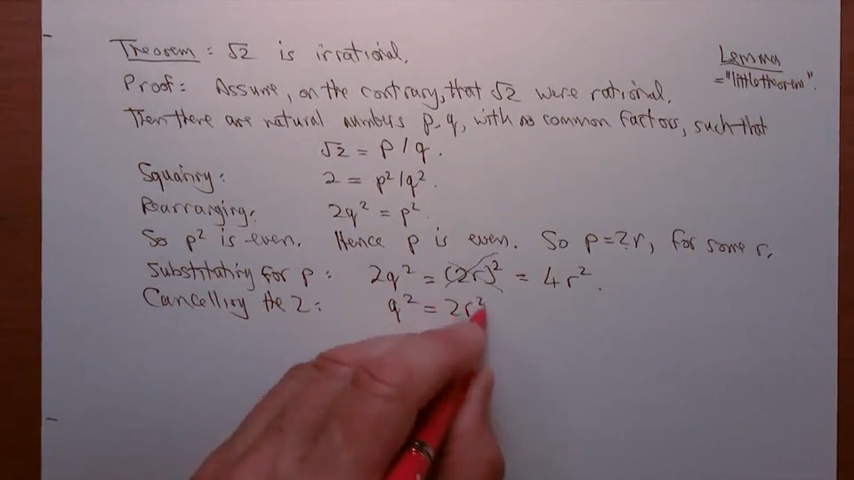 Theorem: √2 is irrational.
Lemma
= "little theorem".
Proof: Assume, on the contrary, that √2 were rational.
Then there are natural numbers p, q, with no common factors, such that
√2 = p/q.
Squaring: 2 = p²/q².
Rearranging: 2q² = p².
So p² is even. Hence p is even. So p=2r, for some r.
Substituting for p: 2q² = (2r)² = 4r².
Cancelling the 2: q² = 2r²